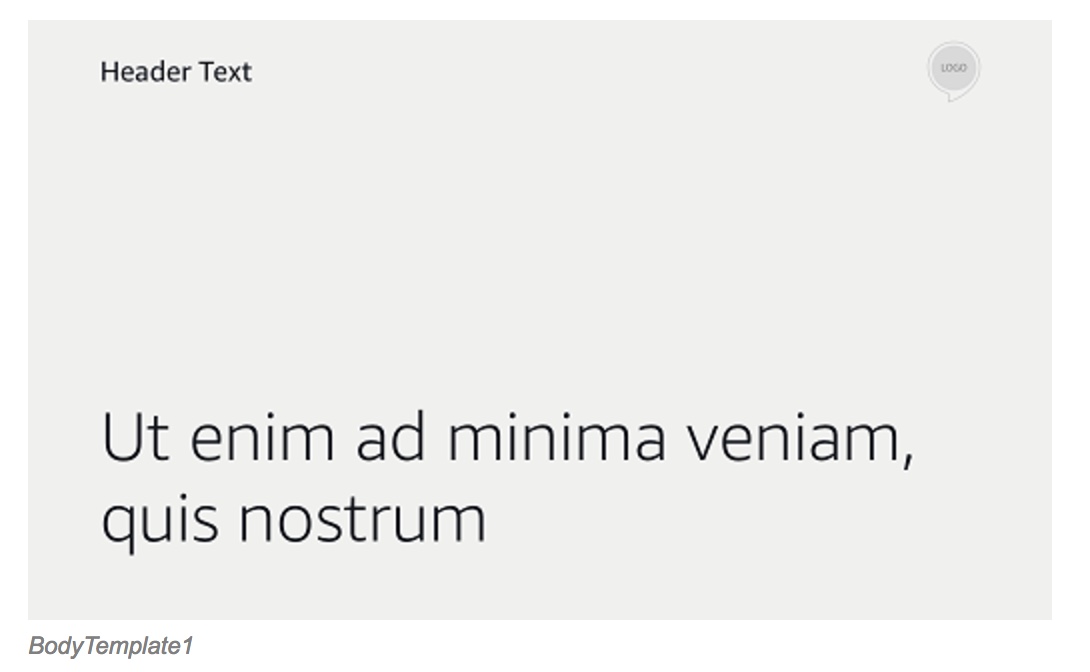 Header Text
LOGO
Ut enim ad minima veniam,
quis nostrum
BodyTemplate1